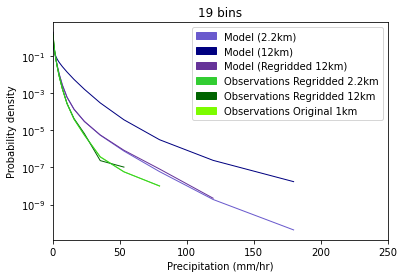 19 bins
Model (2.2km)
Model (12km)
Model (Regridded 12km)
Observations Regridded 2.2km
Observations Regridded 12km
Observations Original 1km
Probability density
10⁻¹
10⁻³
10⁻⁵
10⁻⁷
10⁻⁹
0 50 100 150 200 250
Precipitation (mm/hr)